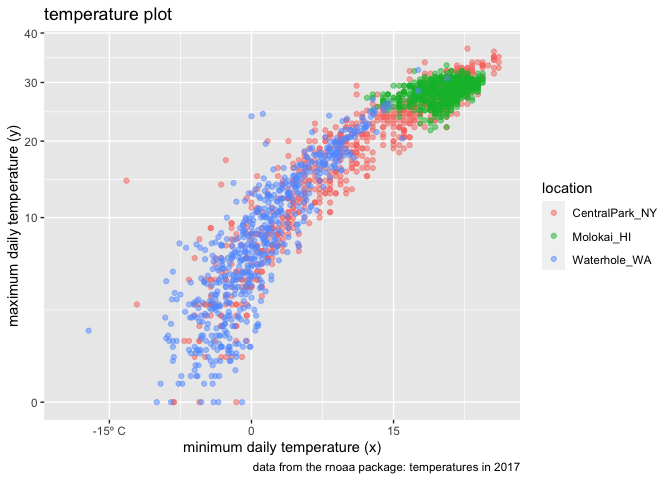 temperature plot
40
30
20
10
0
maximum daily temperature (y)
-15º C
0
15
minimum daily temperature (x)
data from the rnoaa package: temperatures in 2017
location
CentralPark_NY
Molokai_HI
Waterhole_WA